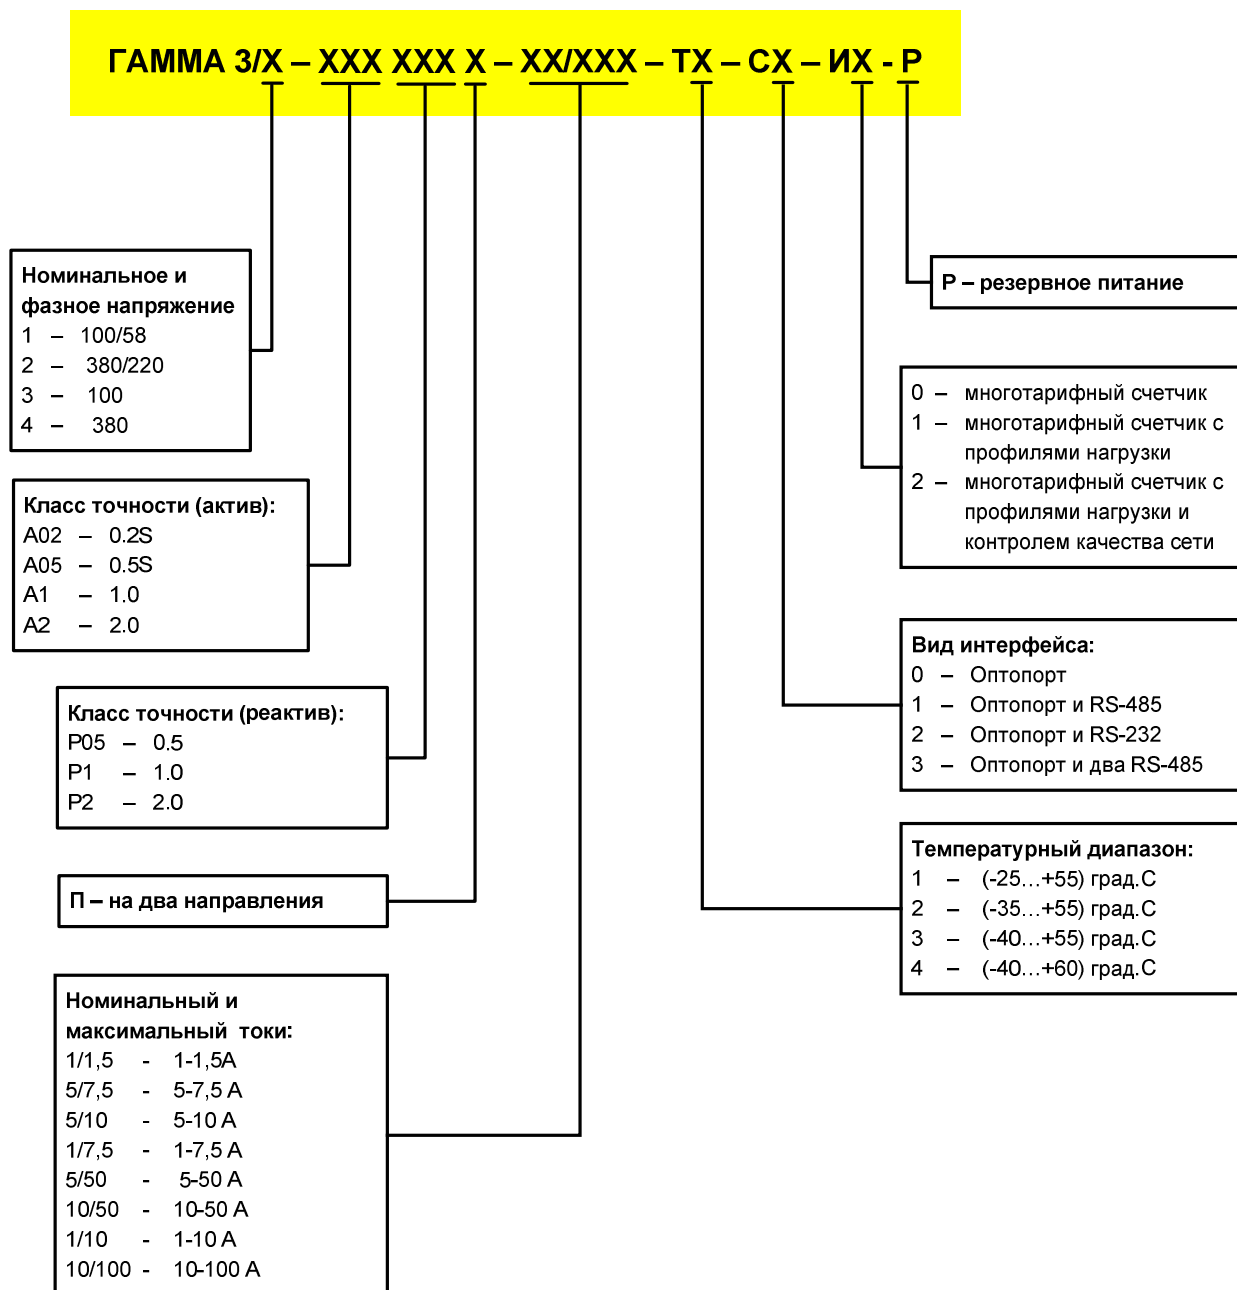 ГАММА 3/Х – ХХХ ХХХ Х – ХХ/ХХХ – ТХ – СХ – ИХ - Р
Номинальное и
фазное напряжение
1 – 100/58
2 – 380/220
3 – 100
4 – 380
Класс точности (актив):
А02 – 0.2S
А05 – 0.5S
А1 – 1.0
А2 – 2.0
Класс точности (реактив):
Р05 – 0.5
Р1 – 1.0
Р2 – 2.0
П – на два направления
Номинальный и
максимальный токи:
1/1,5 - 1-1,5А
5/7,5 - 5-7,5 А
5/10 - 5-10 А
1/7,5 - 1-7,5 А
5/50 - 5-50 А
10/50 - 10-50 А
1/10 - 1-10 А
10/100 - 10-100 А
Р – резервное питание
0 – многотарифный счетчик
1 – многотарифный счетчик с
профилями нагрузки
2 – многотарифный счетчик с
профилями нагрузки и
контролем качества сети
Вид интерфейса:
0 – Оптопорт
1 – Оптопорт и RS-485
2 – Оптопорт и RS-232
3 – Оптопорт и два RS-485
Температурный диапазон:
1 – (-25…+55) град.С
2 – (-35…+55) град.С
3 – (-40…+55) град.С
4 – (-40…+60) град.С